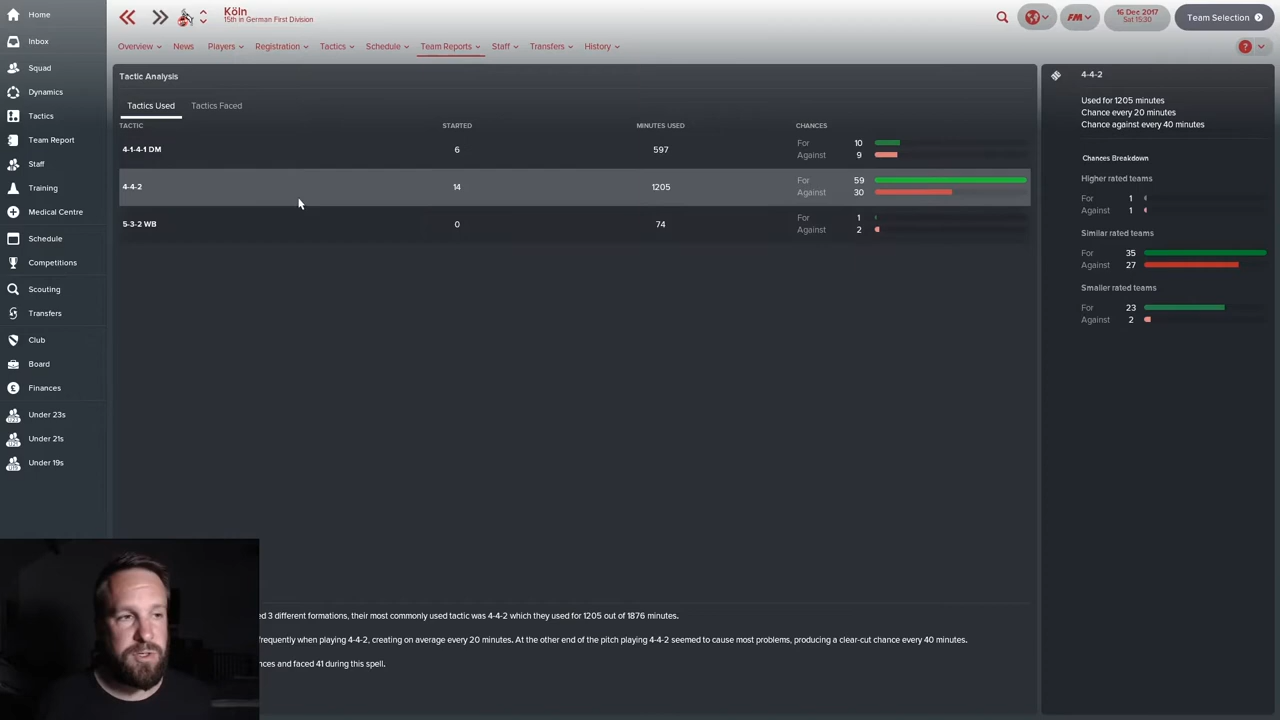 Home
Inbox
Squad
Dynamics
Tactics
Team Report
Staff
Training
Medical Centre
Schedule
Competitions
Scouting
Transfers
Club
Board
Finances
Under 23s
Under 21s
Under 19s
Köln
15th in German First Division
FM
16 Dec 2017
Sat 15:30
Team Selection
Overview News Players Registration Tactics Schedule Team Reports Staff Transfers History
?
Tactic Analysis
Tactics Used Tactics Faced
TACTIC STARTED MINUTES USED CHANCES
4-1-4-1 DM 6 597 For 10
Against 9
4-4-2 14 1205 For 59
Against 30
5-3-2 WB 0 74 For 1
Against 2
ed 3 different formations, their most commonly used tactic was 4-4-2 which they used for 1205 out of 1876 minutes.
frequently when playing 4-4-2, creating on average every 20 minutes. At the other end of the pitch playing 4-4-2 seemed to cause most problems, producing a clear-cut chance every 40 minutes.
nces and faced 41 during this spell.
4-4-2
Used for 1205 minutes
Chance every 20 minutes
Chance against every 40 minutes
Chances Breakdown
Higher rated teams
For 1
Against 1
Similar rated teams
For 35
Against 27
Smaller rated teams
For 23
Against 2